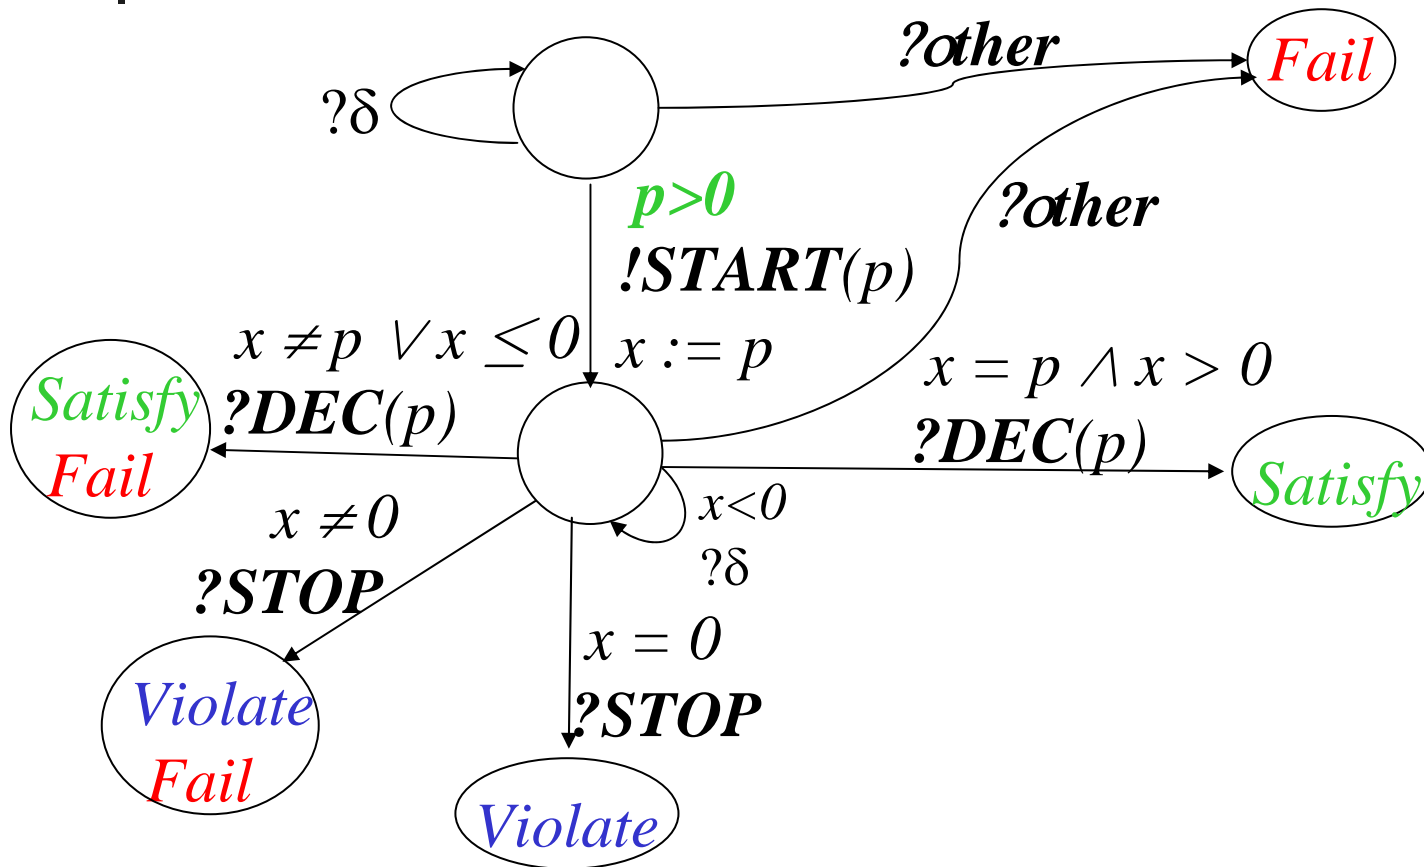 ?other
Fail
?δ
p>0
?other
!START(p)
x ≠ p ∨ x ≤ 0
x := p
x = p ∧ x > 0
Satisfy
Fail
?DEC(p)
?DEC(p)
Satisfy
x ≠ 0
?STOP
x<0
?δ
x = 0
?STOP
Violate
Fail
Violate